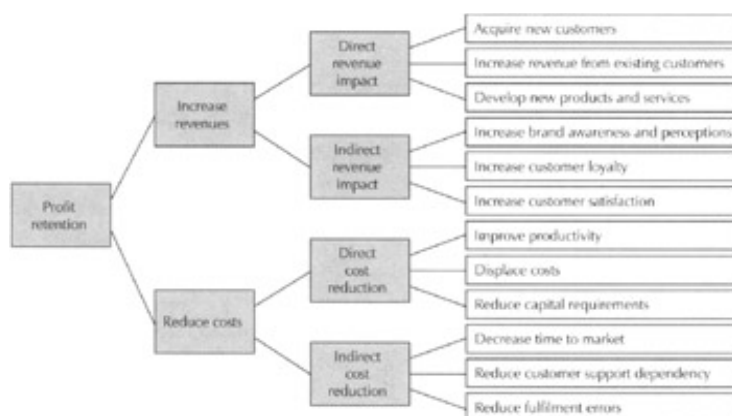 Profit
retention
Increase
revenues
Reduce costs
Direct
revenue
impact
Indirect
revenue
impact
Direct
cost
reduction
Indirect
cost
reduction
Acquire new customers
Increase revenue from existing customers
Develop new products and services
Increase brand awareness and perceptions
Increase customer loyalty
Increase customer satisfaction
Improve productivity
Displace costs
Reduce capital requirements
Decrease time to market
Reduce customer support dependency
Reduce fulfilment errors